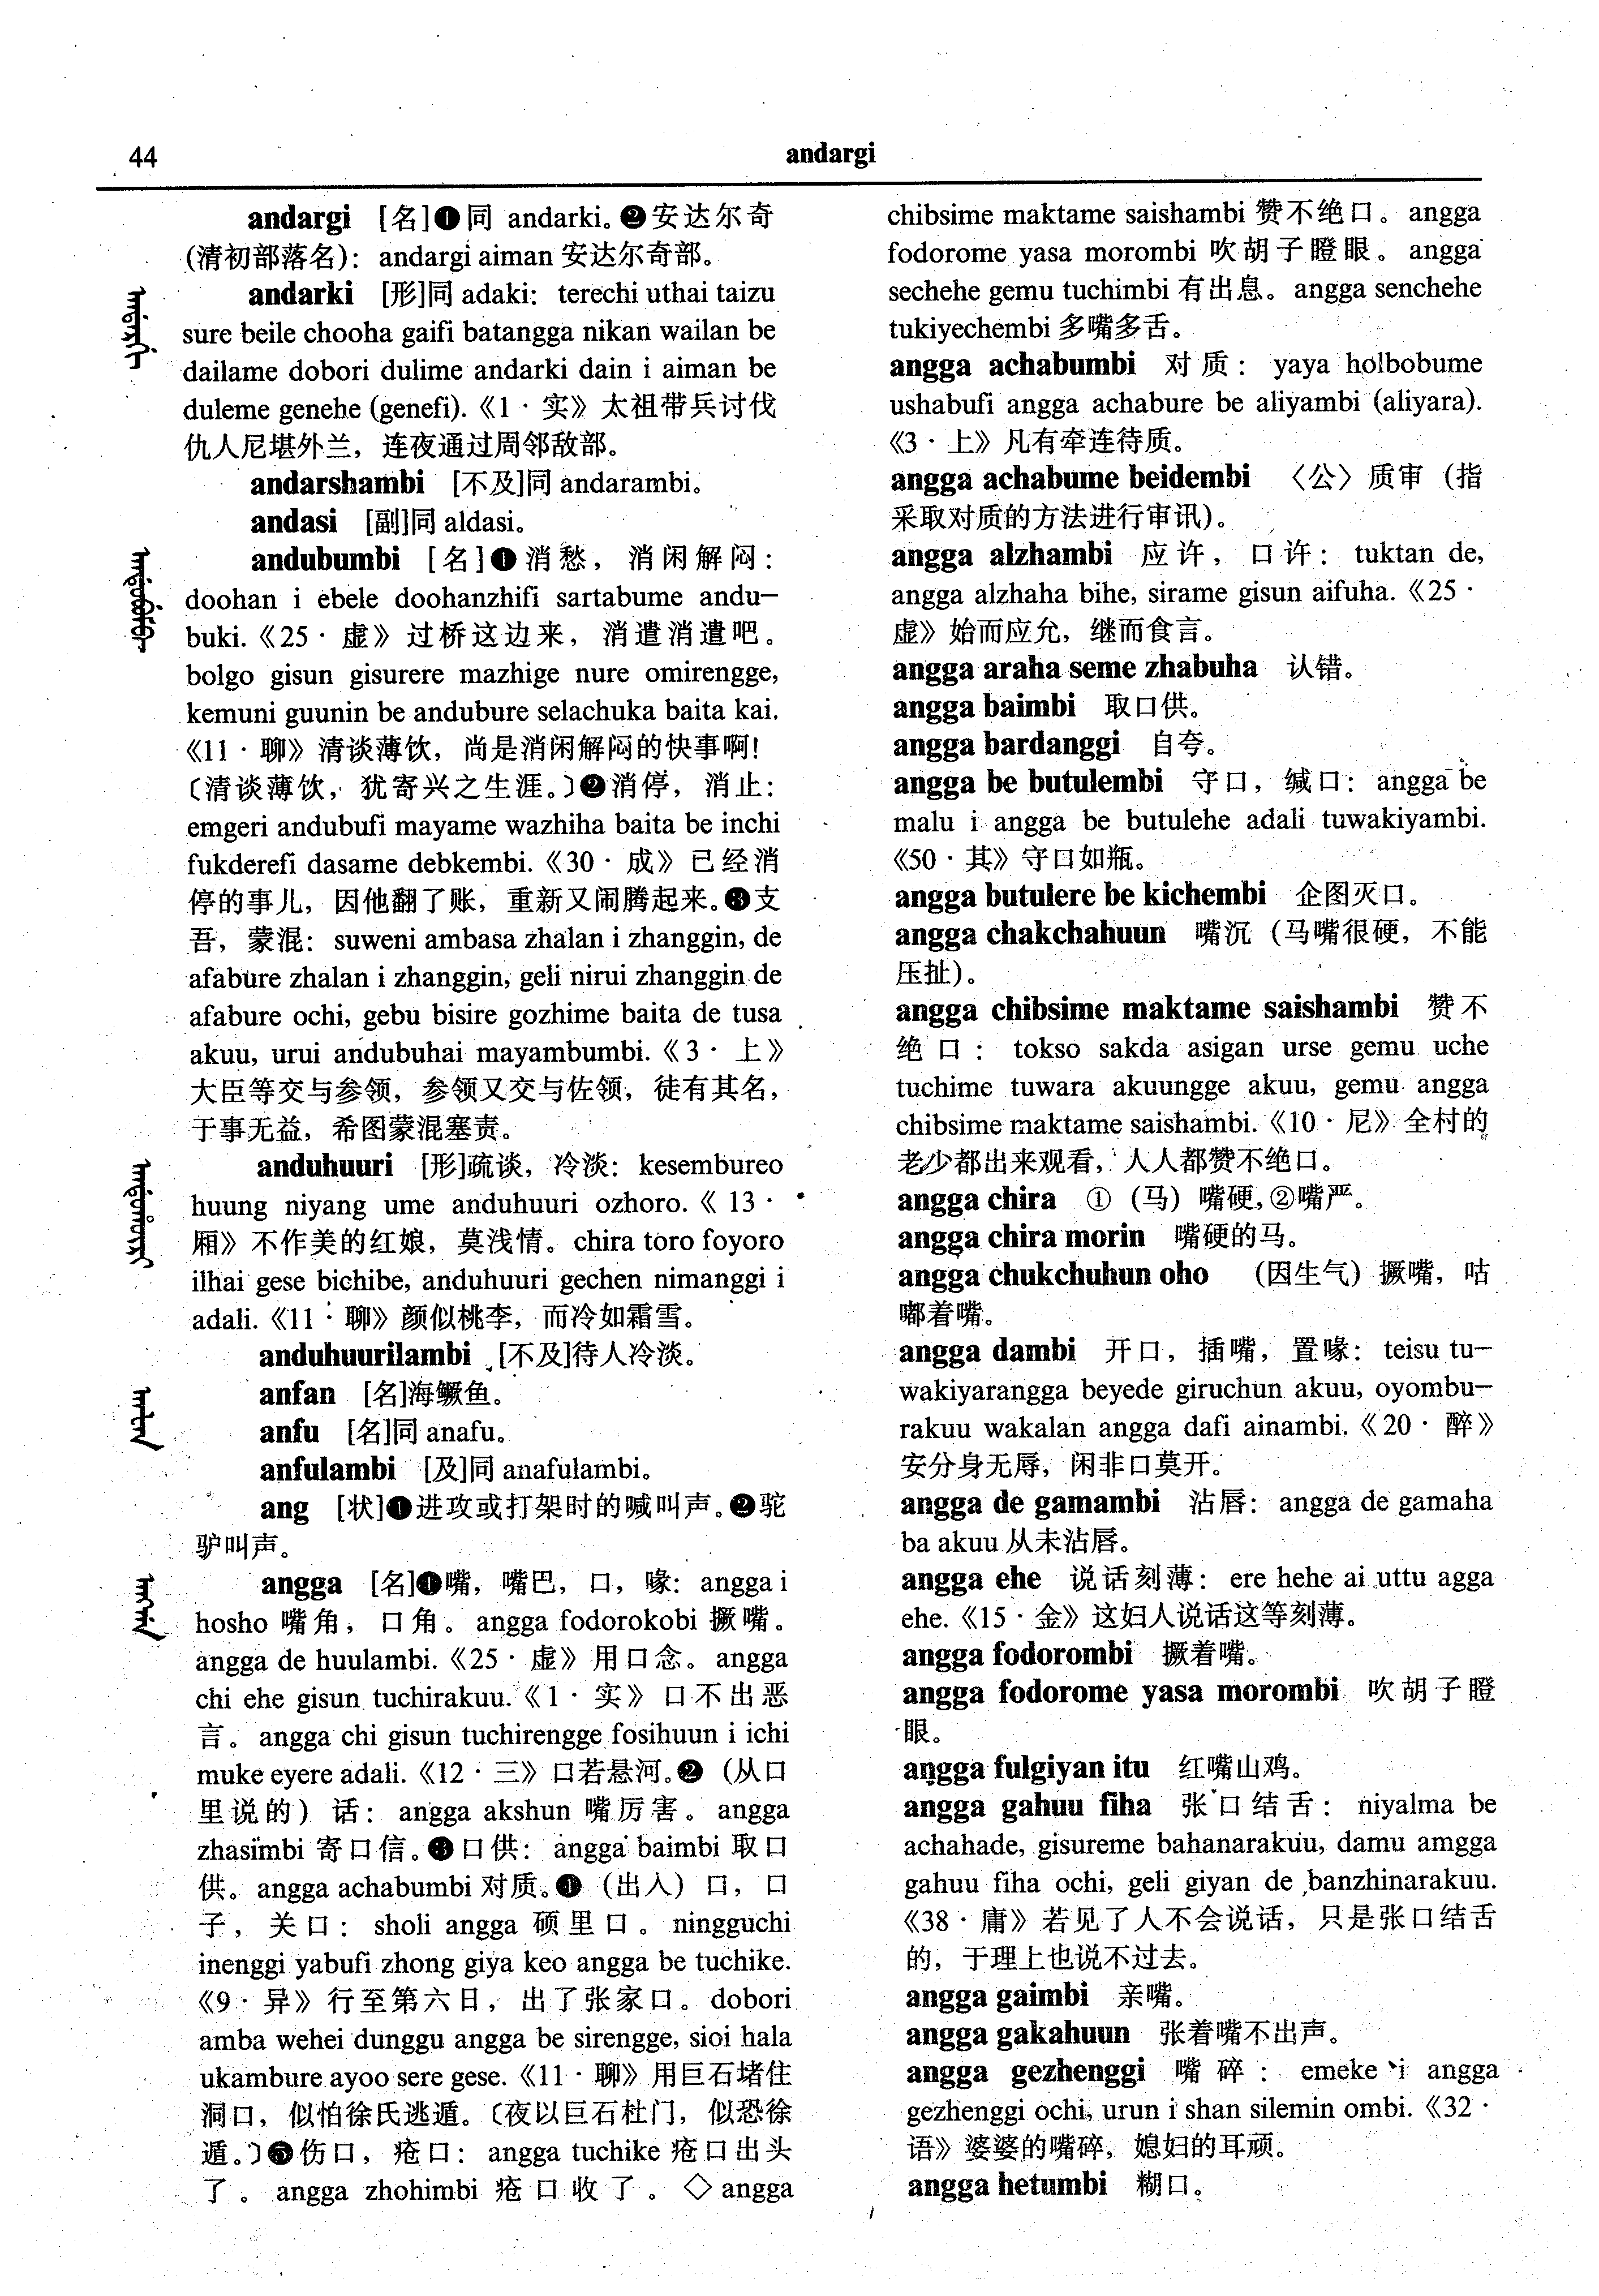 44
andargi
andargi [名]❶同 andarki。❷安达尔奇
(清初部落名)： andargi aiman 安达尔奇部。
andarki [形]同 adaki： terechi uthai taizu
sure beile chooha gaifi batangga nikan wailan be
dailame dobori dulime andarki dain i aiman be
duleme genehe (genefi).《1·实》太祖带兵讨伐
仇人尼堪外兰，连夜通过周邻敌部。
andarshambi [不及]同 andarambi。
andasi [副]同 aldasi。
andubumbi [名]❶消愁，消闲解闷：
doohan i ebele doohanzhifi sartabume andu—
buki.《25·虚》过桥这边来，消遣消遣吧。
bolgo gisun gisurere mazhige nure omirengge,
kemuni guunin be andubure selachuka baita kai.
《11·聊》清谈薄饮，尚是消闲解闷的快事啊!
〔清谈薄饮，犹寄兴之生涯。〕❷消停，消止：
emgeri andubufi mayame wazhiha baita be inchi
fukderefi dasame debkembi.《30·成》已经消
停的事儿，因他翻了账，重新又闹腾起来。❸支
吾，蒙混： suweni ambasa zhalan i zhanggin, de
afabure zhalan i zhanggin, geli nirui zhanggin de
afabure ochi, gebu bisire gozhime baita de tusa
akuu, urui andubuhai mayambumbi.《3·上》
大臣等交与参领，参领又交与佐领，徒有其名，
于事无益，希图蒙混塞责。
anduhuuri [形]疏谈，冷淡： kesembureo
huung niyang ume anduhuuri ozhoro.《13·
厢》不作美的红娘，莫浅情。chira toro foyoro
ilhai gese bichibe, anduhuuri gechen nimanggi i
adali.《11·聊》颜似桃李，而冷如霜雪。
anduhuurilambi [不及]待人冷淡。
anfan [名]海鳜鱼。
anfu [名]同 anafu。
anfulambi [及]同 anafulambi。
ang [状]❶进攻或打架时的喊叫声。❷驼
驴叫声。
angga [名]❶嘴，嘴巴，口，喙： angga i
hosho 嘴角，口角。angga fodorokobi 撅嘴。
angga de huulambi.《25·虚》用口念。angga
chi ehe gisun tuchirakuu.《1·实》口不出恶
言。angga chi gisun tuchirengge fosihuun i ichi
muke eyere adali.《12·三》口若悬河。❷（从口
里说的）话： angga akshun 嘴厉害。angga
zhasimbi 寄口信。❸口供： angga baimbi 取口
供。angga achabumbi 对质。❹（出入）口，口
子，关口： sholi angga 硕里口。ningguchi
inenggi yabufi zhong giya keo angga be tuchike.
《9·异》行至第六日，出了张家口。dobori
amba wehei dunggu angga be sirengge, sioi hala
ukambure ayoo sere gese.《11·聊》用巨石堵住
洞口，似怕徐氏逃遁。〔夜以巨石杜门，似恐徐
遁。〕❺伤口，疮口： angga tuchike 疮口出头
了。angga zhohimbi 疮口收了。◇ angga
chibsime maktame saishambi 赞不绝口。angga
fodorome yasa morombi 吹胡子瞪眼。angga
sechehe gemu tuchimbi 有出息。angga senchehe
tukiyechembi 多嘴多舌。
angga achabumbi 对质： yaya holbobume
ushabufi angga achabure be aliyambi (aliyara).
《3·上》凡有牵连待质。
angga achabume beidembi 〈公〉质审（指
采取对质的方法进行审讯）。
angga alzhambi 应许，口许： tuktan de,
angga alzhaha bihe, sirame gisun aifuha.《25·
虚》始而应允，继而食言。
angga araha seme zhabuha 认错。
angga baimbi 取口供。
angga bardanggi 自夸。
angga be butulembi 守口，缄口： angga be
malu i angga be butulehe adali tuwakiyambi.
《50·其》守口如瓶。
angga butulere be kichembi 企图灭口。
angga chakchahuun 嘴沉（马嘴很硬，不能
压扯）。
angga chibsime maktame saishambi 赞不
绝口： tokso sakda asigan urse gemu uche
tuchime tuwara akuungge akuu, gemu angga
chibsime maktame saishambi.《10·尼》全村的
老少都出来观看，人人都赞不绝口。
angga chira ①（马）嘴硬，②嘴严。
angga chira morin 嘴硬的马。
angga chukchuhun oho （因生气）撅嘴，咕
嘟着嘴。
angga dambi 开口，插嘴，置喙： teisu tu—
wakiyarangga beyede giruchun akuu, oyombu—
rakuu wakalan angga dafi ainambi.《20·醉》
安分身无辱，闲非口莫开。
angga de gamambi 沾唇： angga de gamaha
ba akuu 从未沾唇。
angga ehe 说话刻薄： ere hehe ai uttu agga
ehe.《15·金》这妇人说话这等刻薄。
angga fodorombi 撅着嘴。
angga fodorome yasa morombi 吹胡子瞪
眼。
angga fulgiyan itu 红嘴山鸡。
angga gahuu fiha 张口结舌： niyalma be
achahade, gisureme bahanarakuu, damu amgga
gahuu fiha ochi, geli giyan de banzhinarakuu.
《38·庸》若见了人不会说话，只是张口结舌
的，于理上也说不过去。
angga gaimbi 亲嘴。
angga gakahuun 张着嘴不出声。
angga gezhenggi 嘴碎： emeke i angga
gezhenggi ochi, urun i shan silemin ombi.《32·
语》婆婆的嘴碎，媳妇的耳顽。
angga hetumbi 糊口。